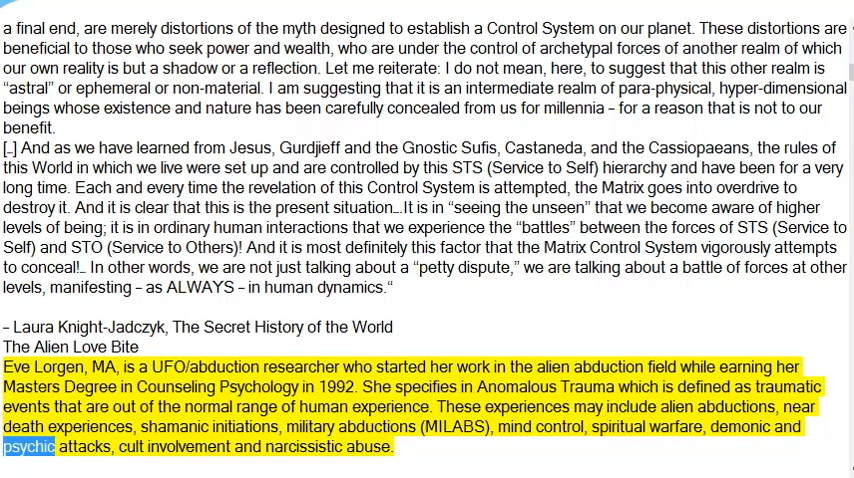 a final end, are merely distortions of the myth designed to establish a Control System on our planet. These distortions are
beneficial to those who seek power and wealth, who are under the control of archetypal forces of another realm of which
our own reality is but a shadow or a reflection. Let me reiterate: I do not mean, here, to suggest that this other realm is
“astral” or ephemeral or non-material. I am suggesting that it is an intermediate realm of para-physical, hyper-dimensional
beings whose existence and nature has been carefully concealed from us for millennia – for a reason that is not to our
benefit.
[..] And as we have learned from Jesus, Gurdjieff and the Gnostic Sufis, Castaneda, and the Cassiopaeans, the rules of
this World in which we live were set up and are controlled by this STS (Service to Self) hierarchy and have been for a very
long time. Each and every time the revelation of this Control System is attempted, the Matrix goes into overdrive to
destroy it. And it is clear that this is the present situation...It is in “seeing the unseen” that we become aware of higher
levels of being; it is in ordinary human interactions that we experience the “battles” between the forces of STS (Service to
Self) and STO (Service to Others)! And it is most definitely this factor that the Matrix Control System vigorously attempts
to conceal!.. In other words, we are not just talking about a “petty dispute,” we are talking about a battle of forces at other
levels, manifesting – as ALWAYS – in human dynamics.“
– Laura Knight-Jadczyk, The Secret History of the World
The Alien Love Bite
Eve Lorgen, MA, is a UFO/abduction researcher who started her work in the alien abduction field while earning her
Masters Degree in Counseling Psychology in 1992. She specifies in Anomalous Trauma which is defined as traumatic
events that are out of the normal range of human experience. These experiences may include alien abductions, near
death experiences, shamanic initiations, military abductions (MILABS), mind control, spiritual warfare, demonic and
psychic attacks, cult involvement and narcissistic abuse.